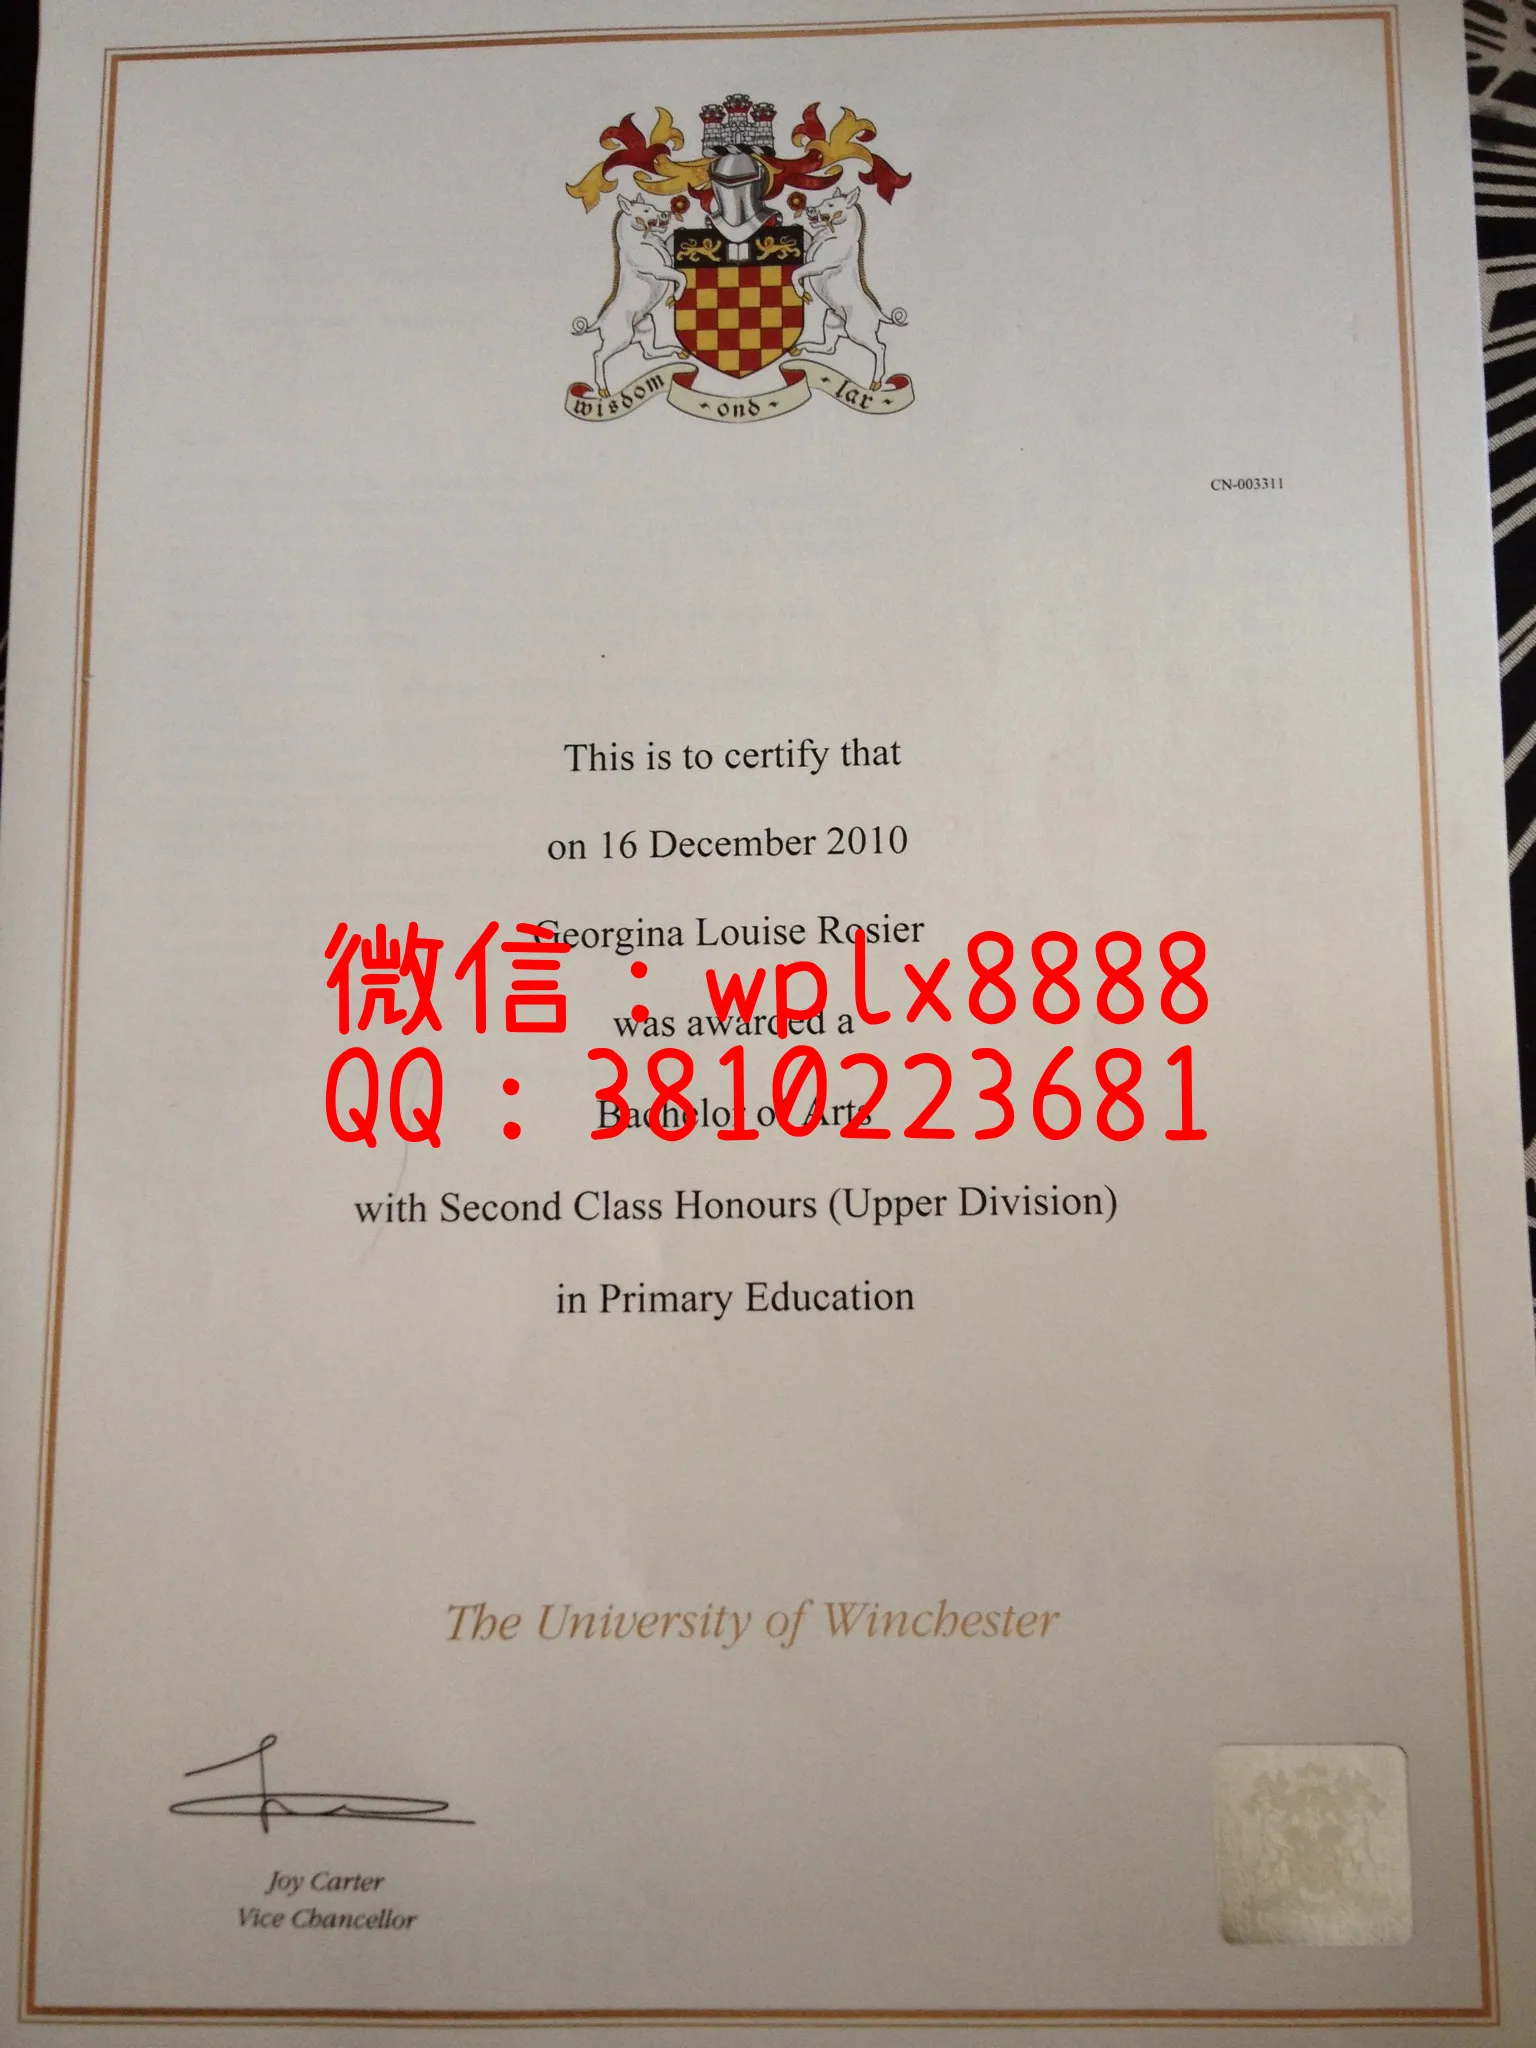 wisdom ond lar
CN-003311
This is to certify that
on 16 December 2010
Georgina Louise Rosier
微信：wplx8888
was awarded a
QQ：3810223681
Bachelor of Arts
with Second Class Honours (Upper Division)
in Primary Education
The University of Winchester
Joy Carter
Vice Chancellor